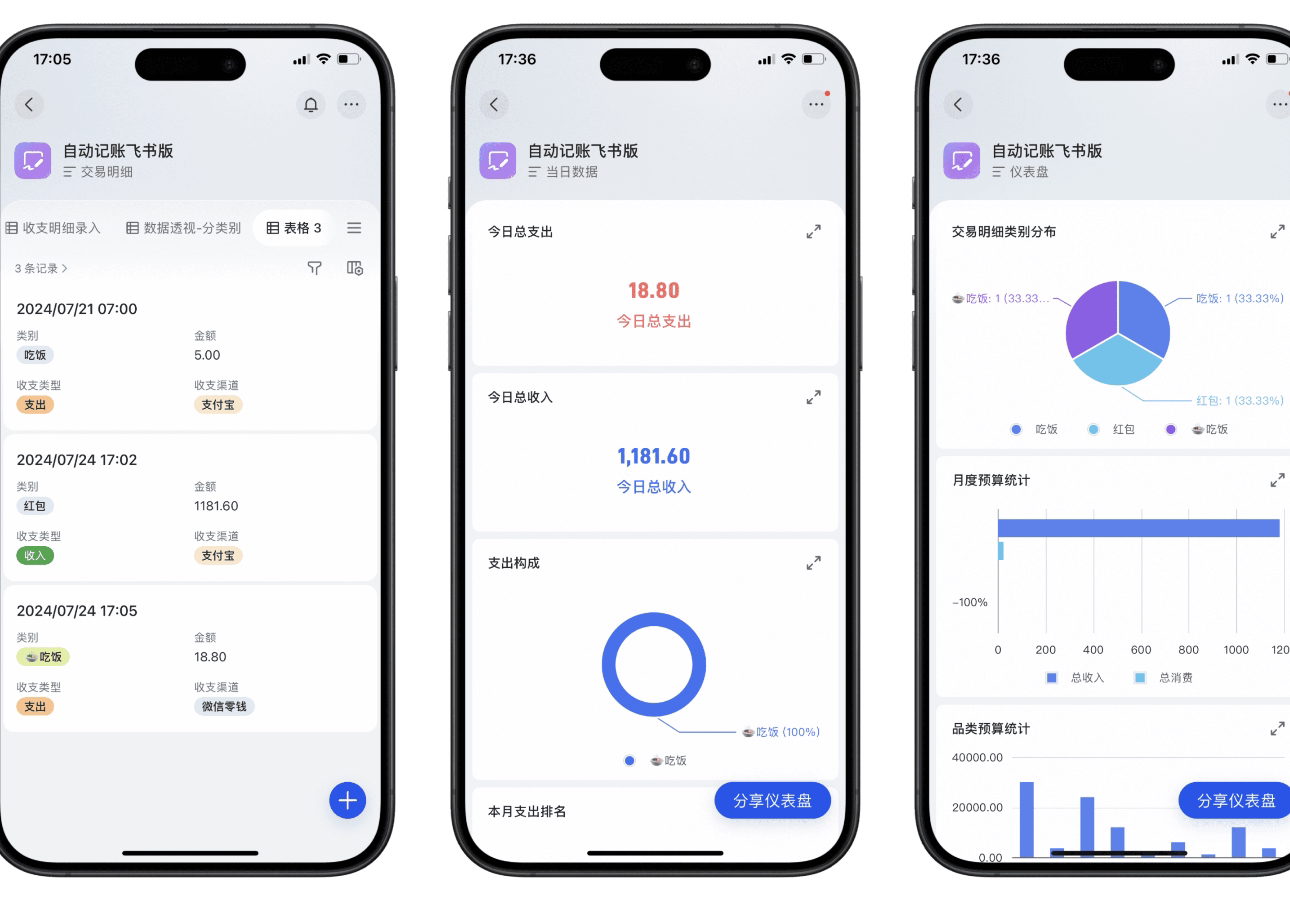 17:05
自动记账飞书版
交易明细
收支明细录入 数据透视-分类别 表格 3
3 条记录
2024/07/21 07:00
类别 金额
吃饭 5.00
收支类型 收支渠道
支出 支付宝
2024/07/24 17:02
类别 金额
红包 1181.60
收支类型 收支渠道
收入 支付宝
2024/07/24 17:05
类别 金额
吃饭 18.80
收支类型 收支渠道
支出 微信零钱
17:36
自动记账飞书版
当日数据
今日总支出
18.80
今日总支出
今日总收入
1,181.60
今日总收入
支出构成
吃饭 (100%)
吃饭
本月支出排名
分享仪表盘
17:36
自动记账飞书版
仪表盘
交易明细类别分布
吃饭: 1 (33.33... 吃饭: 1 (33.33%)
红包: 1 (33.33%)
吃饭 红包 吃饭
月度预算统计
-100%
0 200 400 600 800 1000 120
总收入 总消费
品类预算统计
40000.00
20000.00
0.00
分享仪表盘